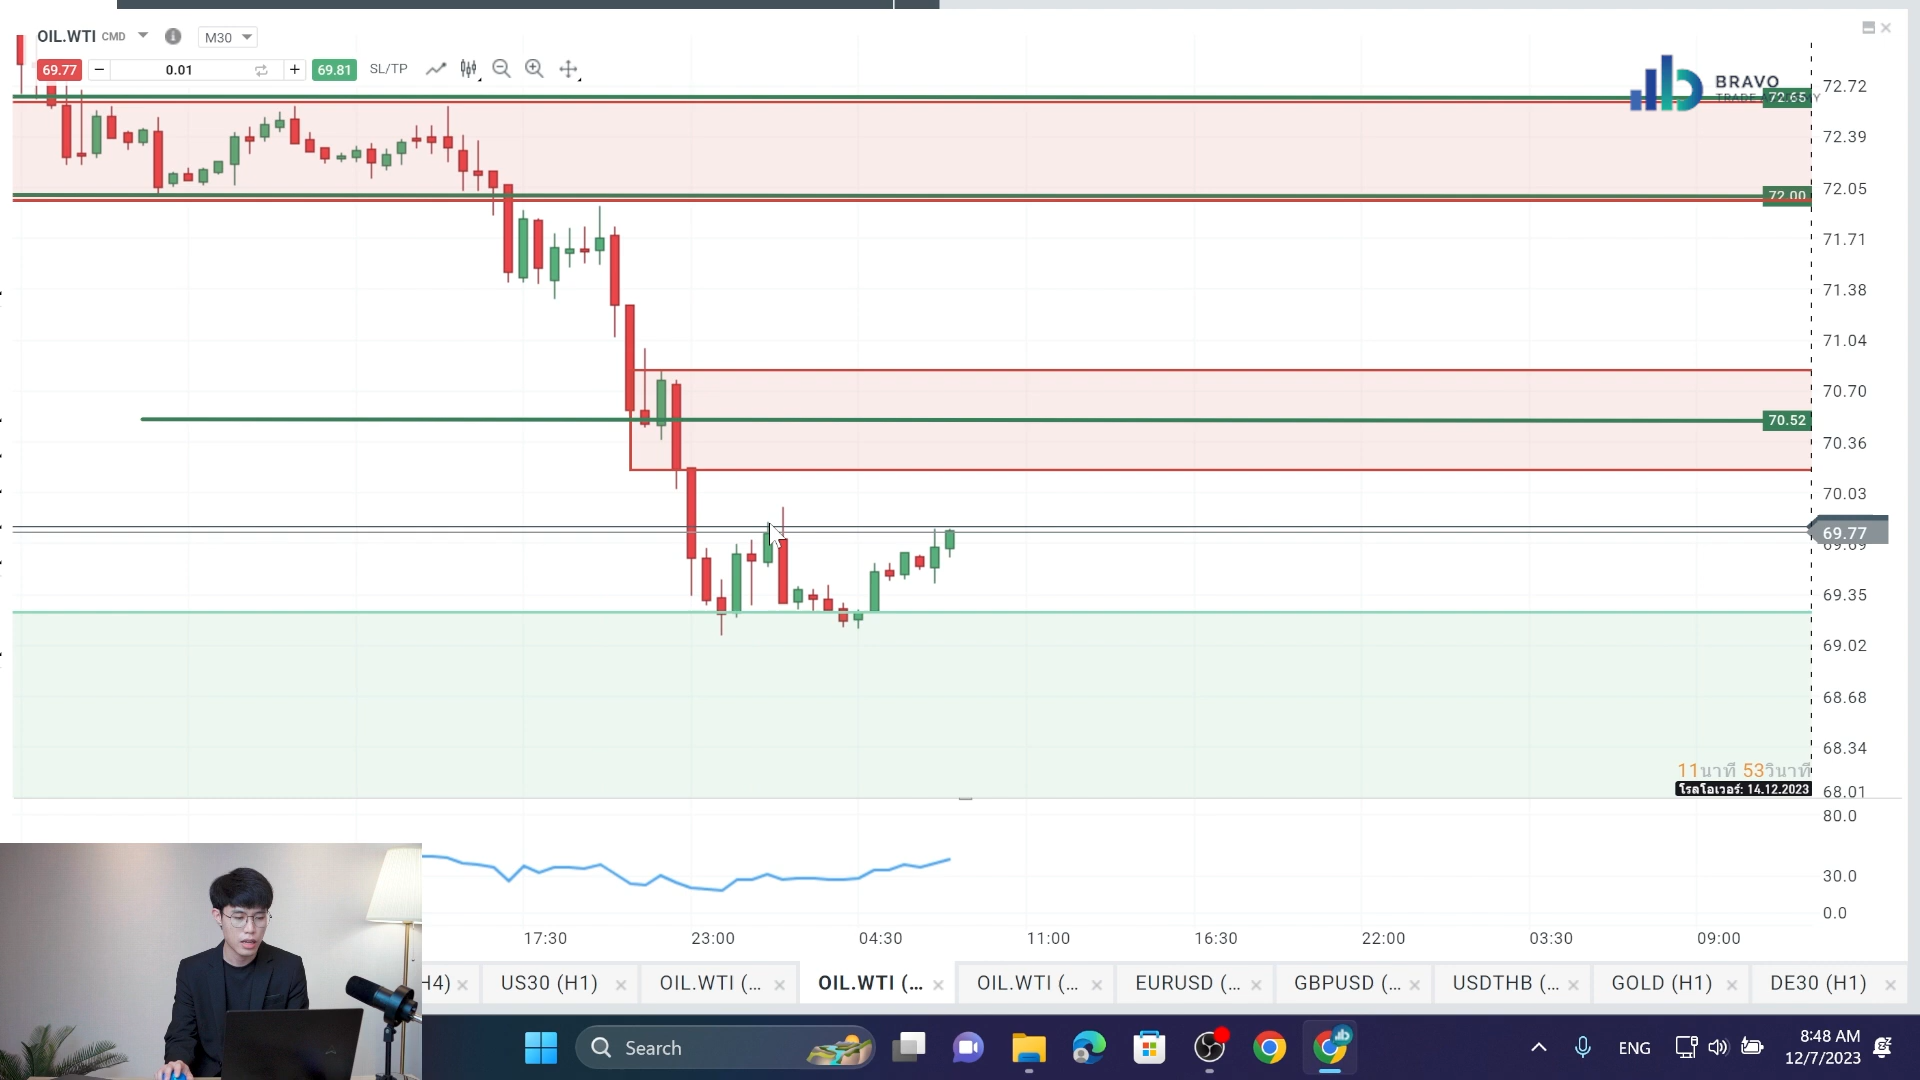 OIL.WTI CMD M30
69.77 0.01 69.81 SL/TP
BRAVO
72.72
72.65
72.39
72.05
72.00
71.71
71.38
71.04
70.70
70.52
70.36
70.03
69.77
69.69
69.35
69.02
68.68
68.34
11นาที 53วินาที
โรลโอเวอร์: 14.12.2023
68.01
80.0
30.0
0.0
17:30 23:00 04:30 11:00 16:30 22:00 03:30 09:00
H4) US30 (H1) OIL.WTI (... OIL.WTI (... OIL.WTI (... EURUSD (... GBPUSD (... USDTHB (... GOLD (H1) DE30 (H1)
Search ENG 8:48 AM
12/7/2023